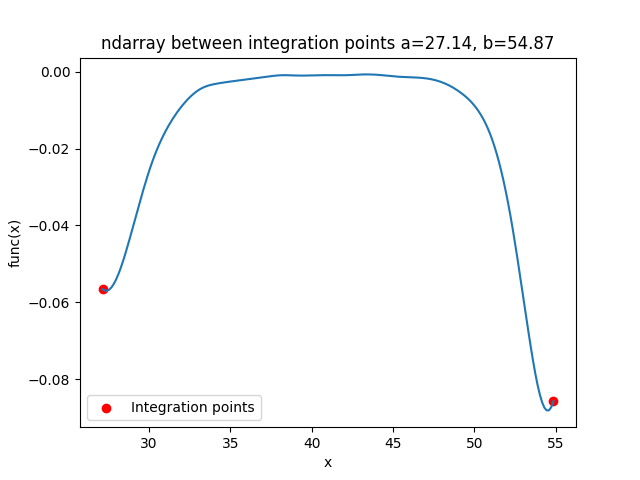 ndarray between integration points a=27.14, b=54.87
0.00
−0.02
−0.04
−0.06
−0.08
func(x)
Integration points
30 35 40 45 50 55
x